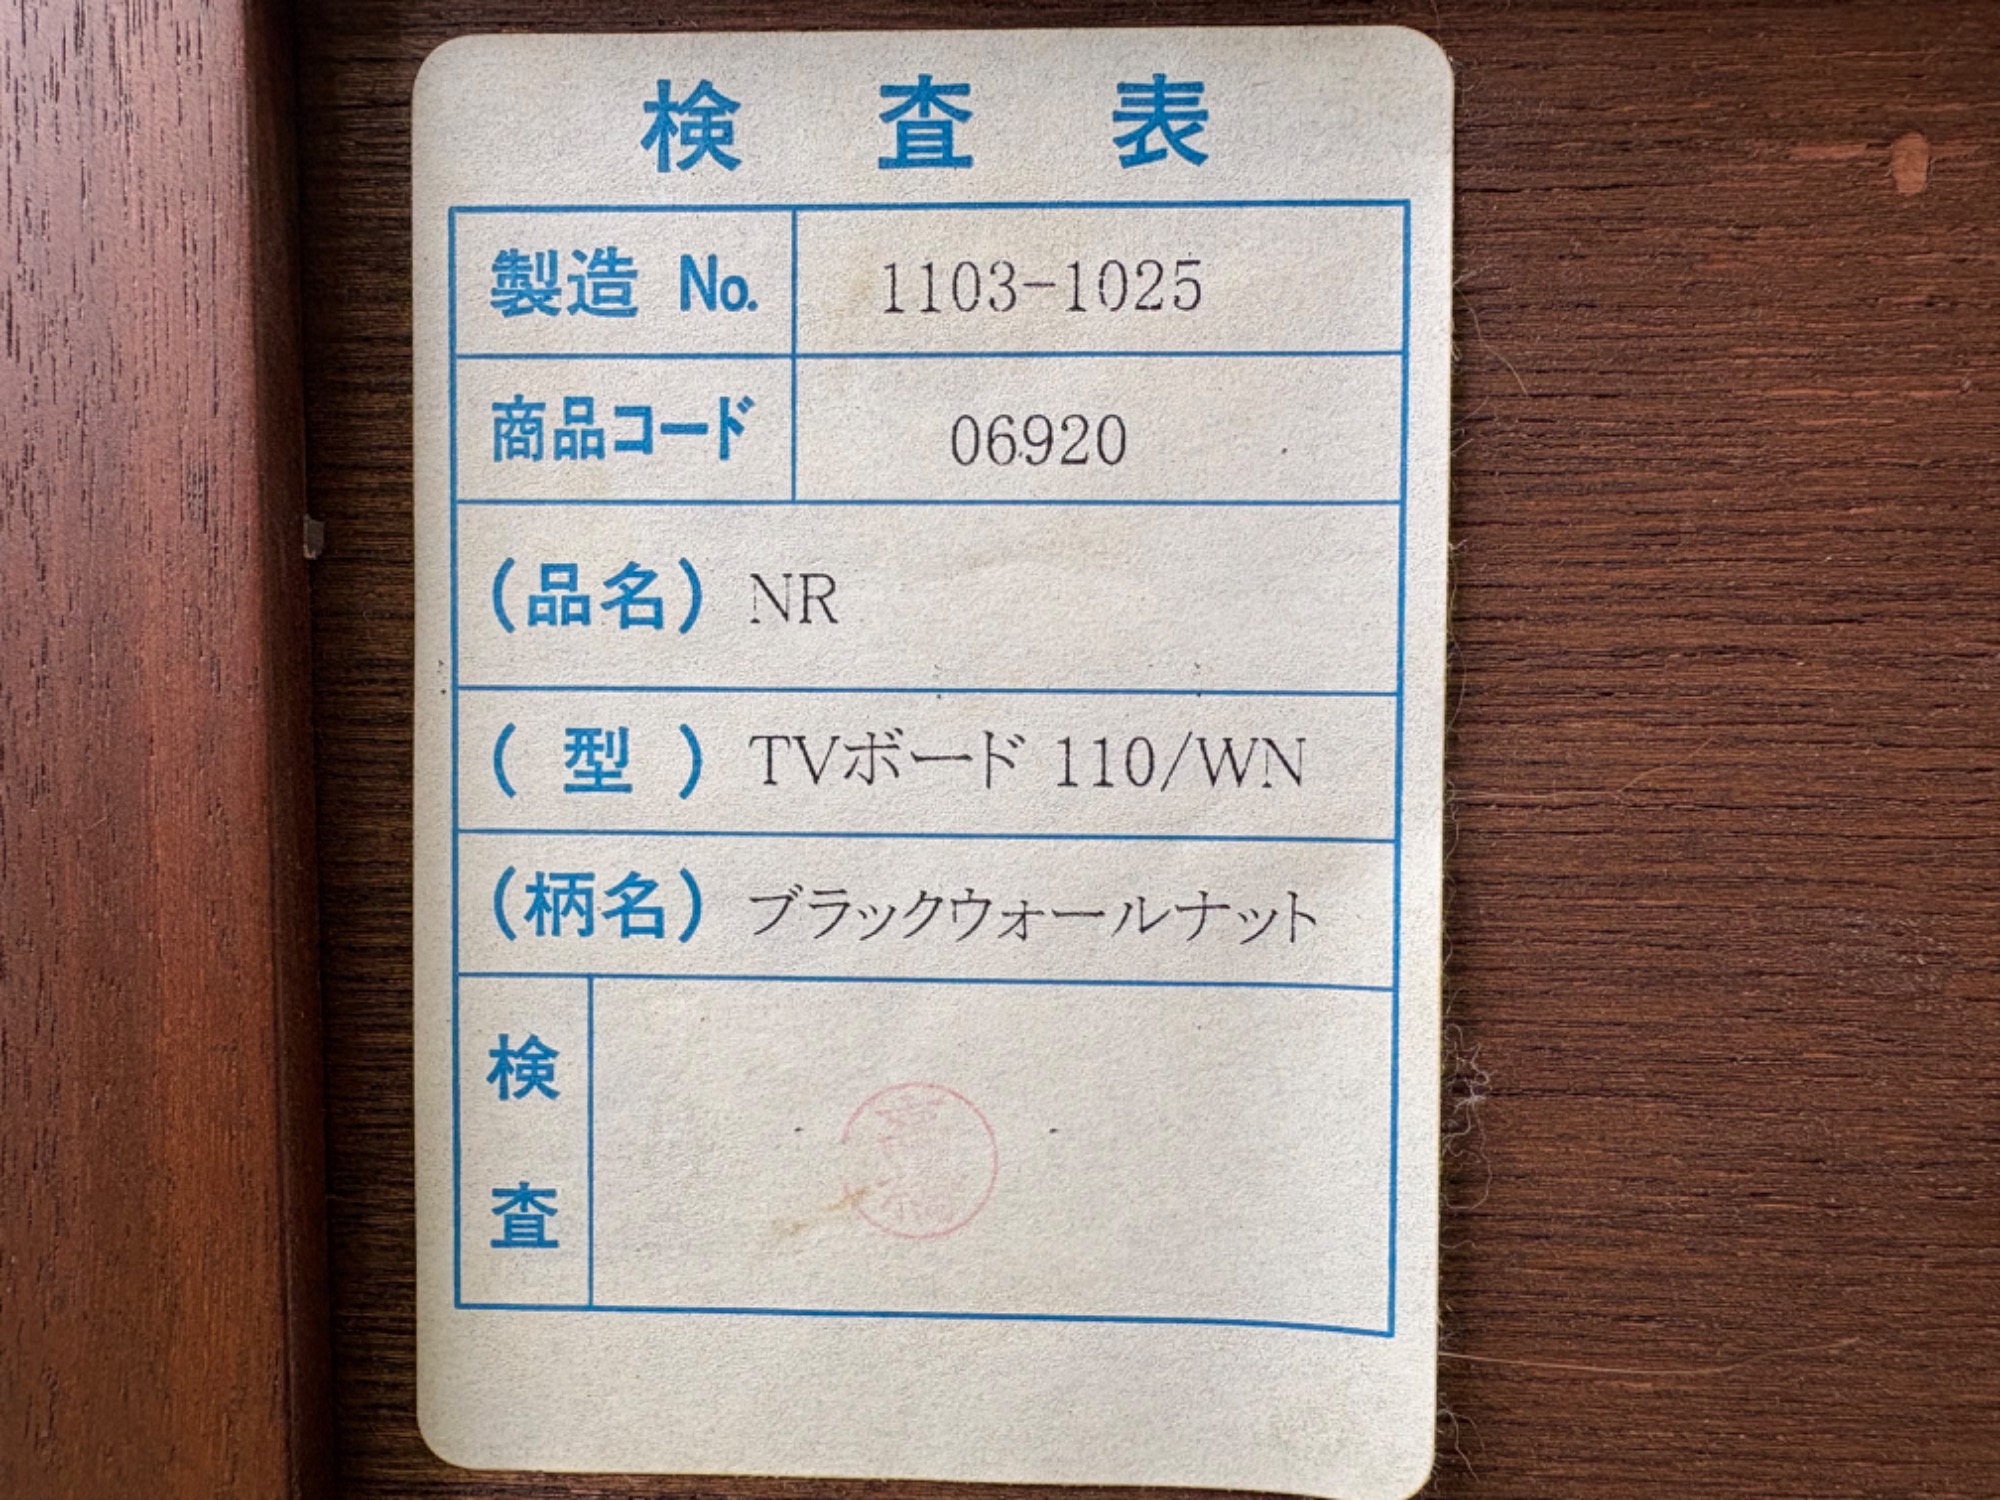 検査表
製造 No. 1103-1025
商品コード 06920
(品名) NR
(型) TVボード 110/WN
(柄名) ブラックウォールナット
検査